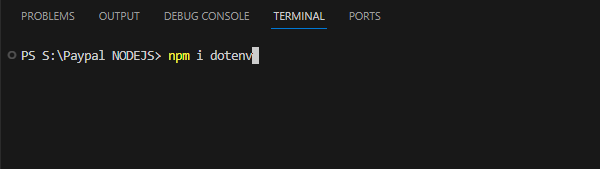 PROBLEMS OUTPUT DEBUG CONSOLE TERMINAL PORTS
PS S:\Paypal NODEJS> npm i dotenv